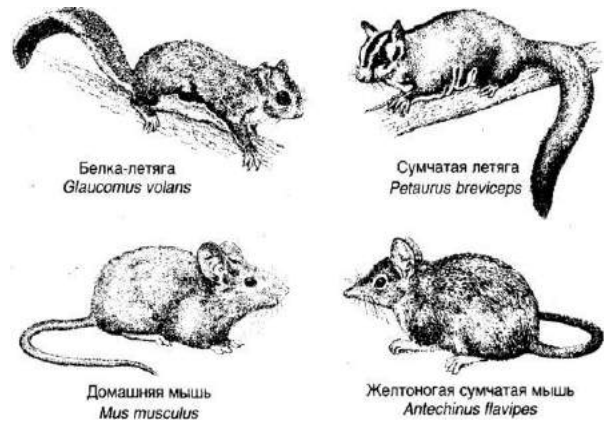 Белка-летяга
Glaucomus volans
Сумчатая летяга
Petaurus breviceps
Домашняя мышь
Mus musculus
Желтоногая сумчатая мышь
Antechinus flavipes